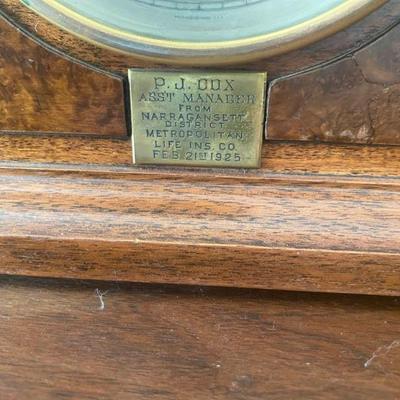 P. J. COX
ASST MANAGER
FROM
NARRAGANSETT
DISTRICT
METROPOLITAN
LIFE INS. CO.
FEB. 21ST 1925